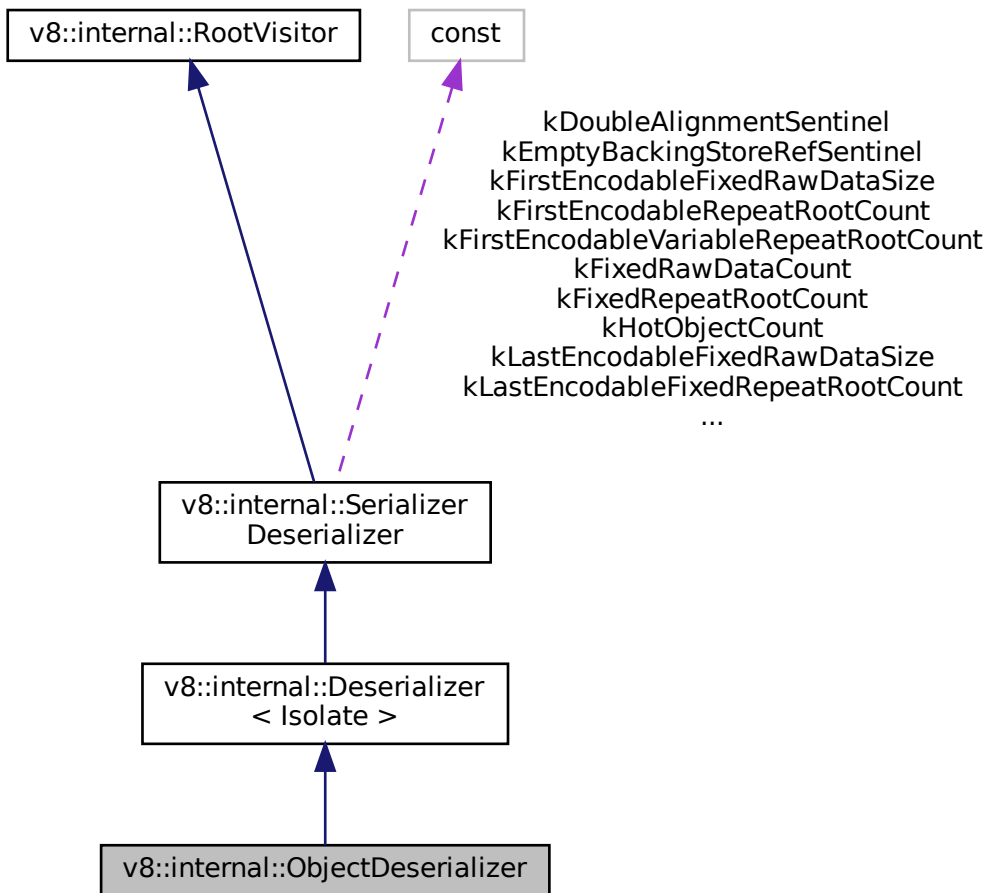 v8::internal::RootVisitor
const
kDoubleAlignmentSentinel
kEmptyBackingStoreRefSentinel
kFirstEncodableFixedRawDataSize
kFirstEncodableRepeatRootCount
kFirstEncodableVariableRepeatRootCount
kFixedRawDataCount
kFixedRepeatRootCount
kHotObjectCount
kLastEncodableFixedRawDataSize
kLastEncodableFixedRepeatRootCount
...
v8::internal::Serializer
Deserializer
v8::internal::Deserializer
< Isolate >
v8::internal::ObjectDeserializer